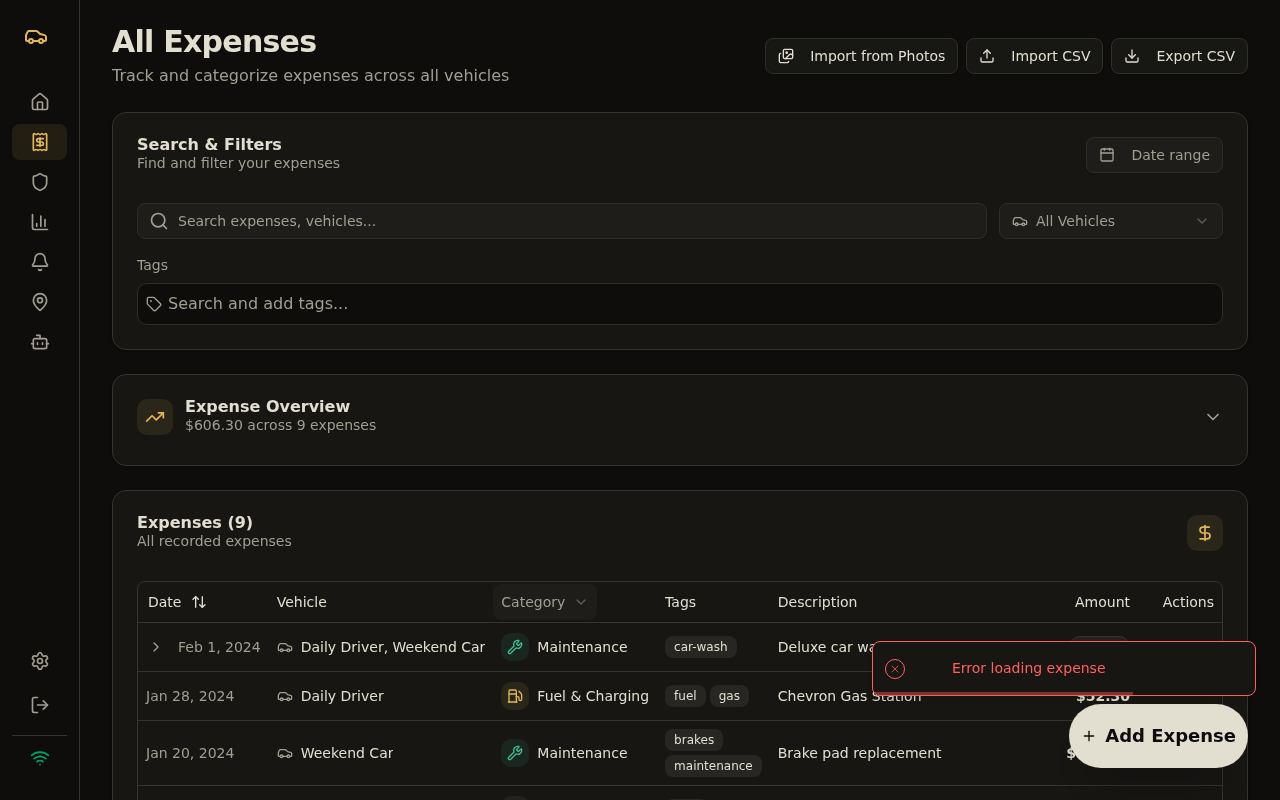 All Expenses
Track and categorize expenses across all vehicles
Import from Photos
Import CSV
Export CSV
Search & Filters
Find and filter your expenses
Date range
Search expenses, vehicles...
All Vehicles
Tags
Search and add tags...
Expense Overview
$606.30 across 9 expenses
Expenses (9)
All recorded expenses
Date Vehicle Category Tags Description Amount Actions
Feb 1, 2024 Daily Driver, Weekend Car Maintenance car-wash Deluxe car
Error loading expense
Jan 28, 2024 Daily Driver Fuel & Charging fuel gas Chevron Gas Station $52.30
Jan 20, 2024 Weekend Car Maintenance brakes maintenance Brake pad replacement $
Add Expense